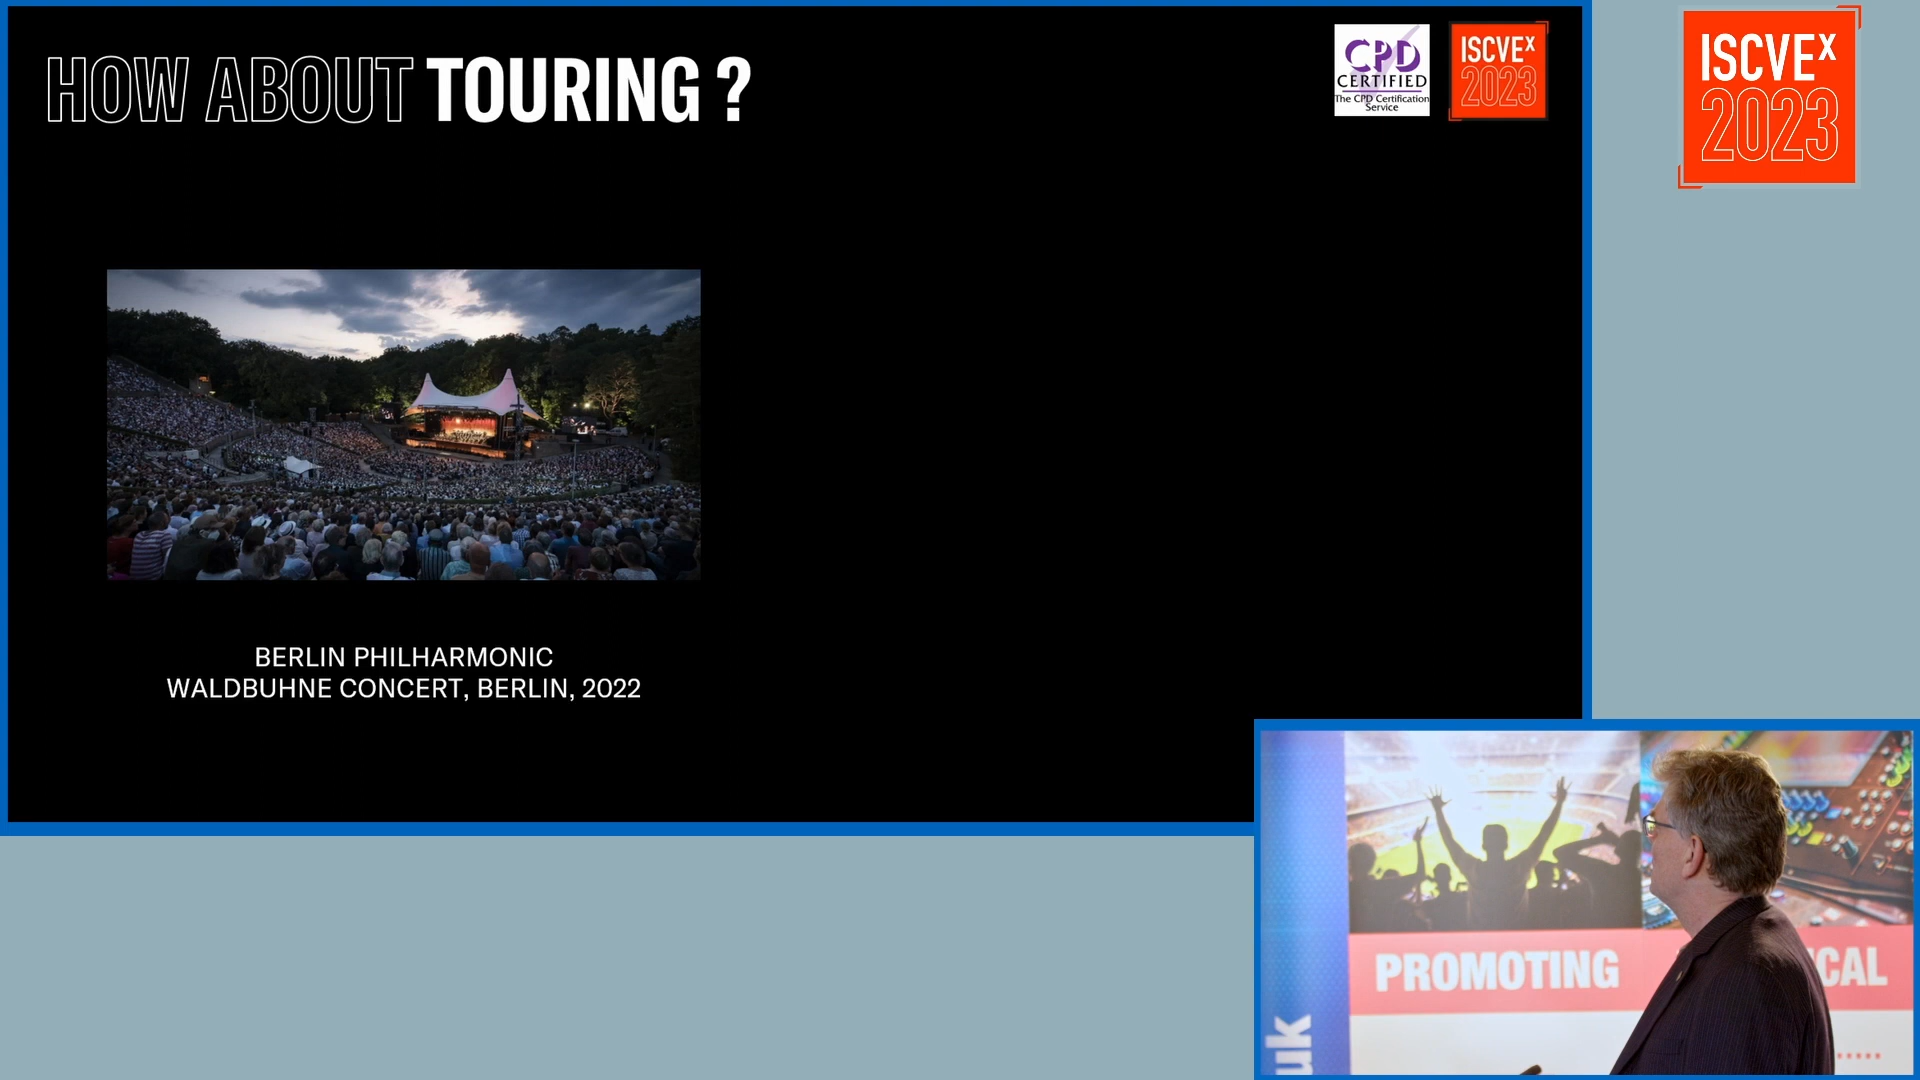 HOW ABOUT TOURING ?
CPD
CERTIFIED
The CPD Certification
Service
ISCVEx
2023
ISCVEx
2023
BERLIN PHILHARMONIC
WALDBUHNE CONCERT, BERLIN, 2022
PROMOTING
ICAL
uk